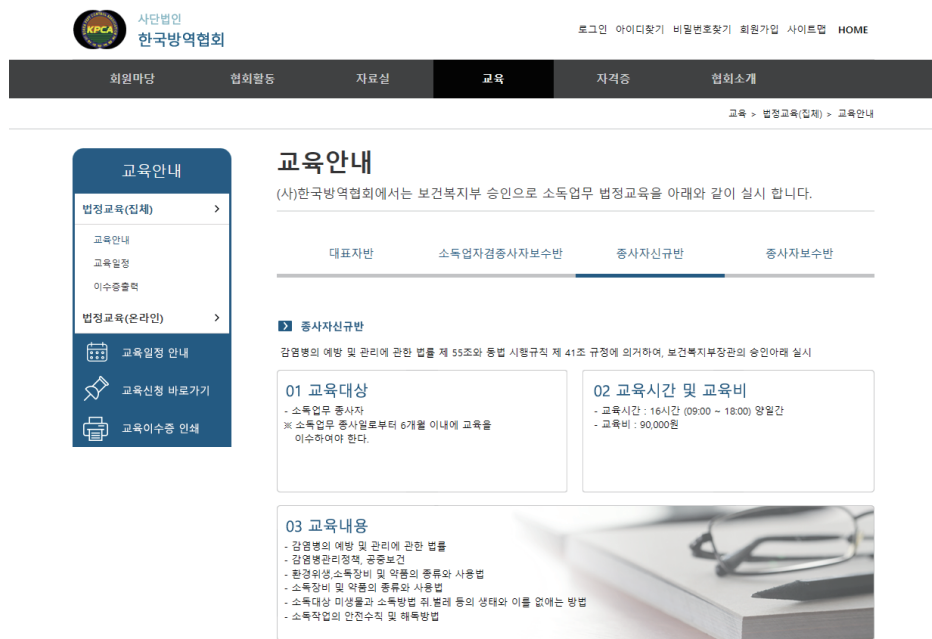 KPCA
사단법인
한국방역협회
로그인 아이디찾기 비밀번호찾기 회원가입 사이트맵 HOME
회원마당 협회활동 자료실 교육 자격증 협회소개
교육 > 법정교육(집체) > 교육안내
교육안내
법정교육(집체)
교육안내
교육일정
이수증출력
법정교육(온라인)
교육일정 안내
교육신청 바로가기
교육이수증 인쇄
교육안내
(사)한국방역협회에서는 보건복지부 승인으로 소독업무 법정교육을 아래와 같이 실시 합니다.
대표자반 소독업자겸종사자보수반 종사자신규반 종사자보수반
종사자신규반
감염병의 예방 및 관리에 관한 법률 제 55조와 동법 시행규칙 제 41조 규정에 의거하여, 보건복지부장관의 승인아래 실시
01 교육대상
- 소독업무 종사자
※ 소독업무 종사일로부터 6개월 이내에 교육을
이수하여야 한다.
02 교육시간 및 교육비
- 교육시간 : 16시간 (09:00 ~ 18:00) 양일간
- 교육비 : 90,000원
03 교육내용
- 감염병의 예방 및 관리에 관한 법률
- 감염병관리정책, 공중보건
- 환경위생,소독장비 및 약품의 종류와 사용법
- 소독장비 및 약품의 종류와 사용법
- 소독대상 미생물과 소독방법 쥐.벌레 등의 생태와 이를 없애는 방법
- 소독작업의 안전수칙 및 해독방법